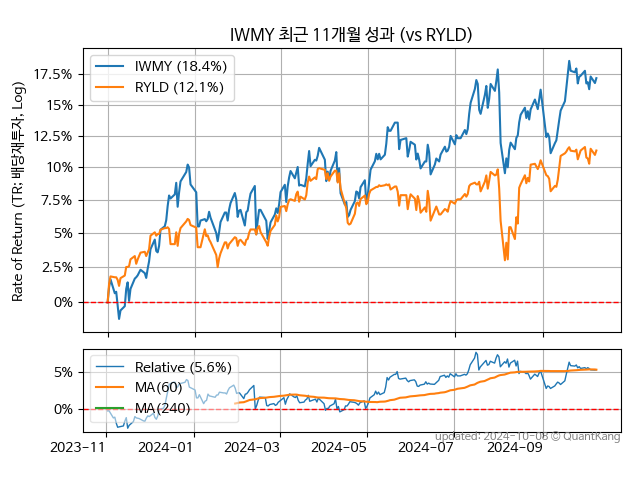 IWMY 최근 11개월 성과 (vs RYLD)
Rate of Return (TR: 배당재투자, Log)
17.5%
15%
12.5%
10%
7.5%
5%
2.5%
0%
IWMY (18.4%)
RYLD (12.1%)
5%
0%
Relative (5.6%)
MA(60)
MA(240)
2023-11
2024-01
2024-03
2024-05
2024-07
2024-09
updated: 2024-10-08 © QuantKang